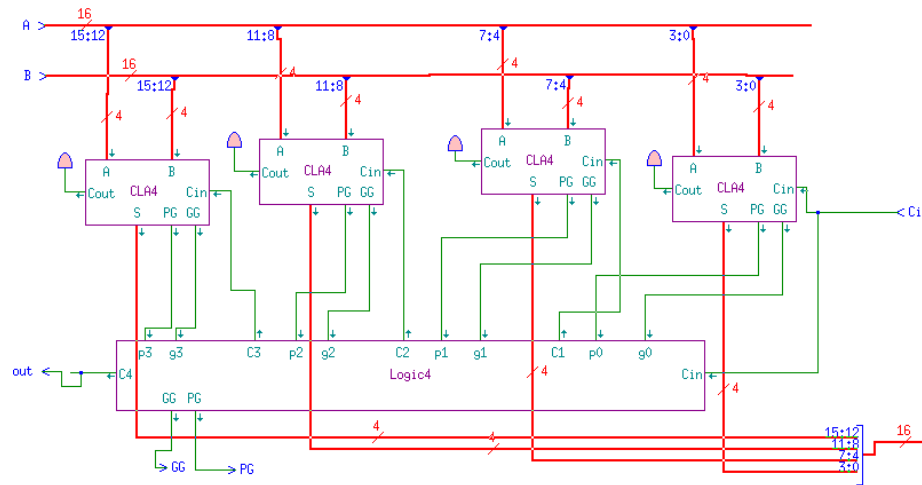 A 16 15:12 11:8 7:4 3:0
B 16 15:12 4 11:8 7:4 4 3:0
4 4 4 4 4 4
A B Cout CLA4 Cin S PG GG
A B Cout CLA4 Cin S PG GG
A B Cout CLA4 Cin S PG GG
A B Cout CLA4 Cin S PG GG
Ci
p3 g3 C3 p2 g2 C2 p1 g1 C1 p0 g0
out C4 Logic4 Cin
GG PG 4 4
4 15:12 16
4 11:8
7:4
3:0
GG PG